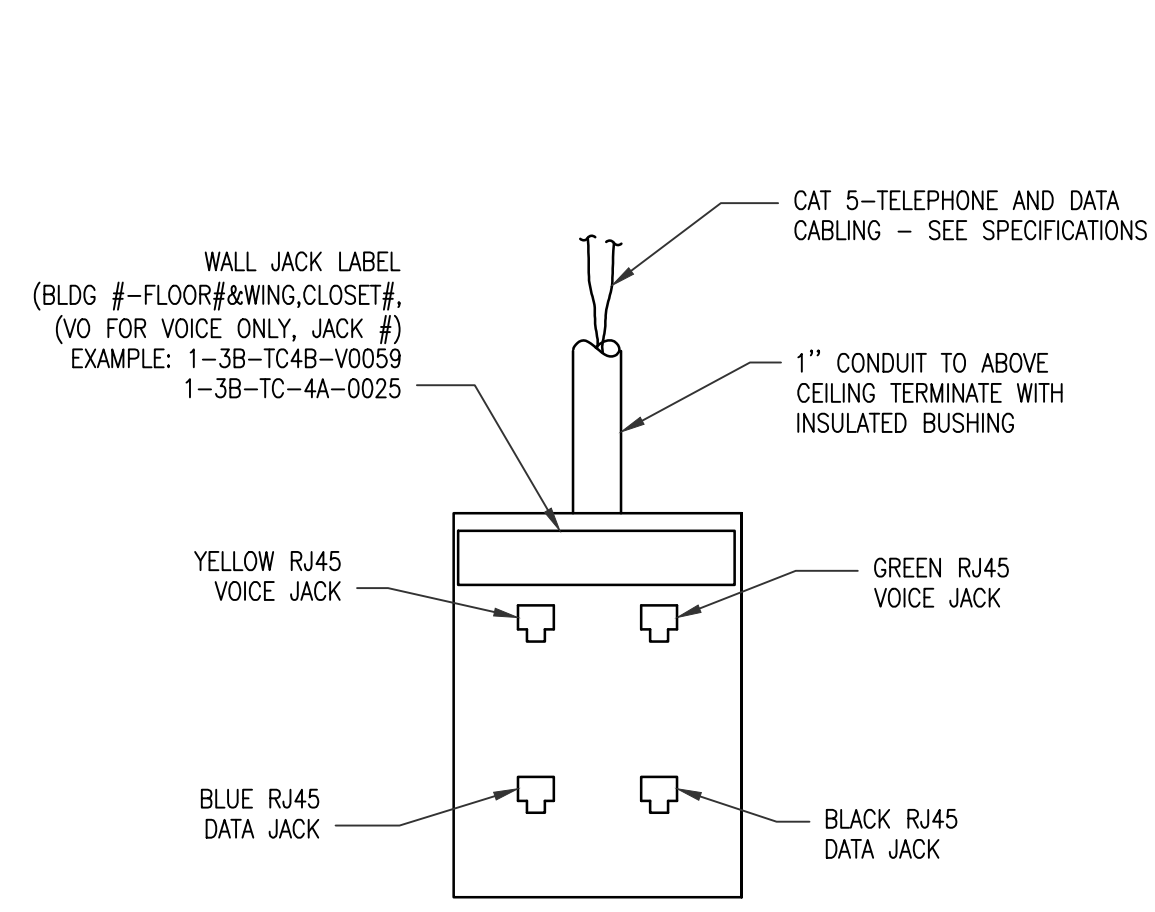 CAT 5-TELEPHONE AND DATA
CABLING - SEE SPECIFICATIONS
WALL JACK LABEL
(BLDG #-FLOOR#&WING,CLOSET#,
(VO FOR VOICE ONLY, JACK #)
EXAMPLE: 1-3B-TC4B-V0059
1-3B-TC-4A-0025
1'' CONDUIT TO ABOVE
CEILING TERMINATE WITH
INSULATED BUSHING
YELLOW RJ45
VOICE JACK
GREEN RJ45
VOICE JACK
BLUE RJ45
DATA JACK
BLACK RJ45
DATA JACK